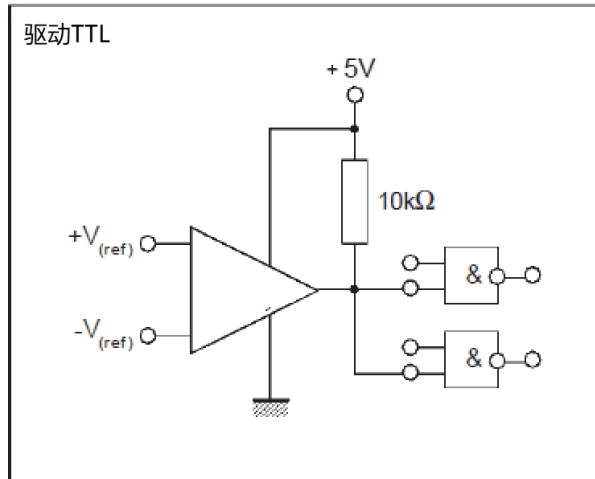 驱动TTL
+ 5V
10kΩ
+V(ref)
&
-V(ref)
&